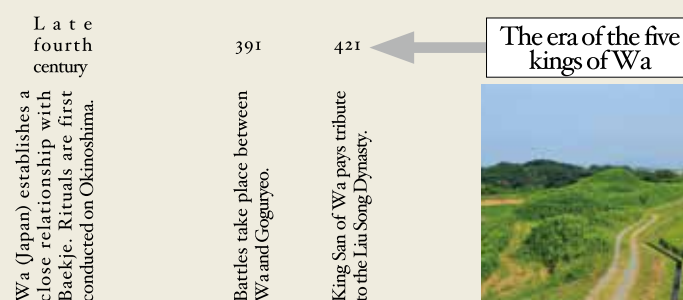 Late
fourth
century
Wa (Japan) establishes a
close relationship with
Baekje. Rituals are first
conducted on Okinoshima.
391
Battles take place between
Wa and Goguryeo.
421
King San of Wa pays tribute
to the Liu Song Dynasty.
The era of the five
kings of Wa